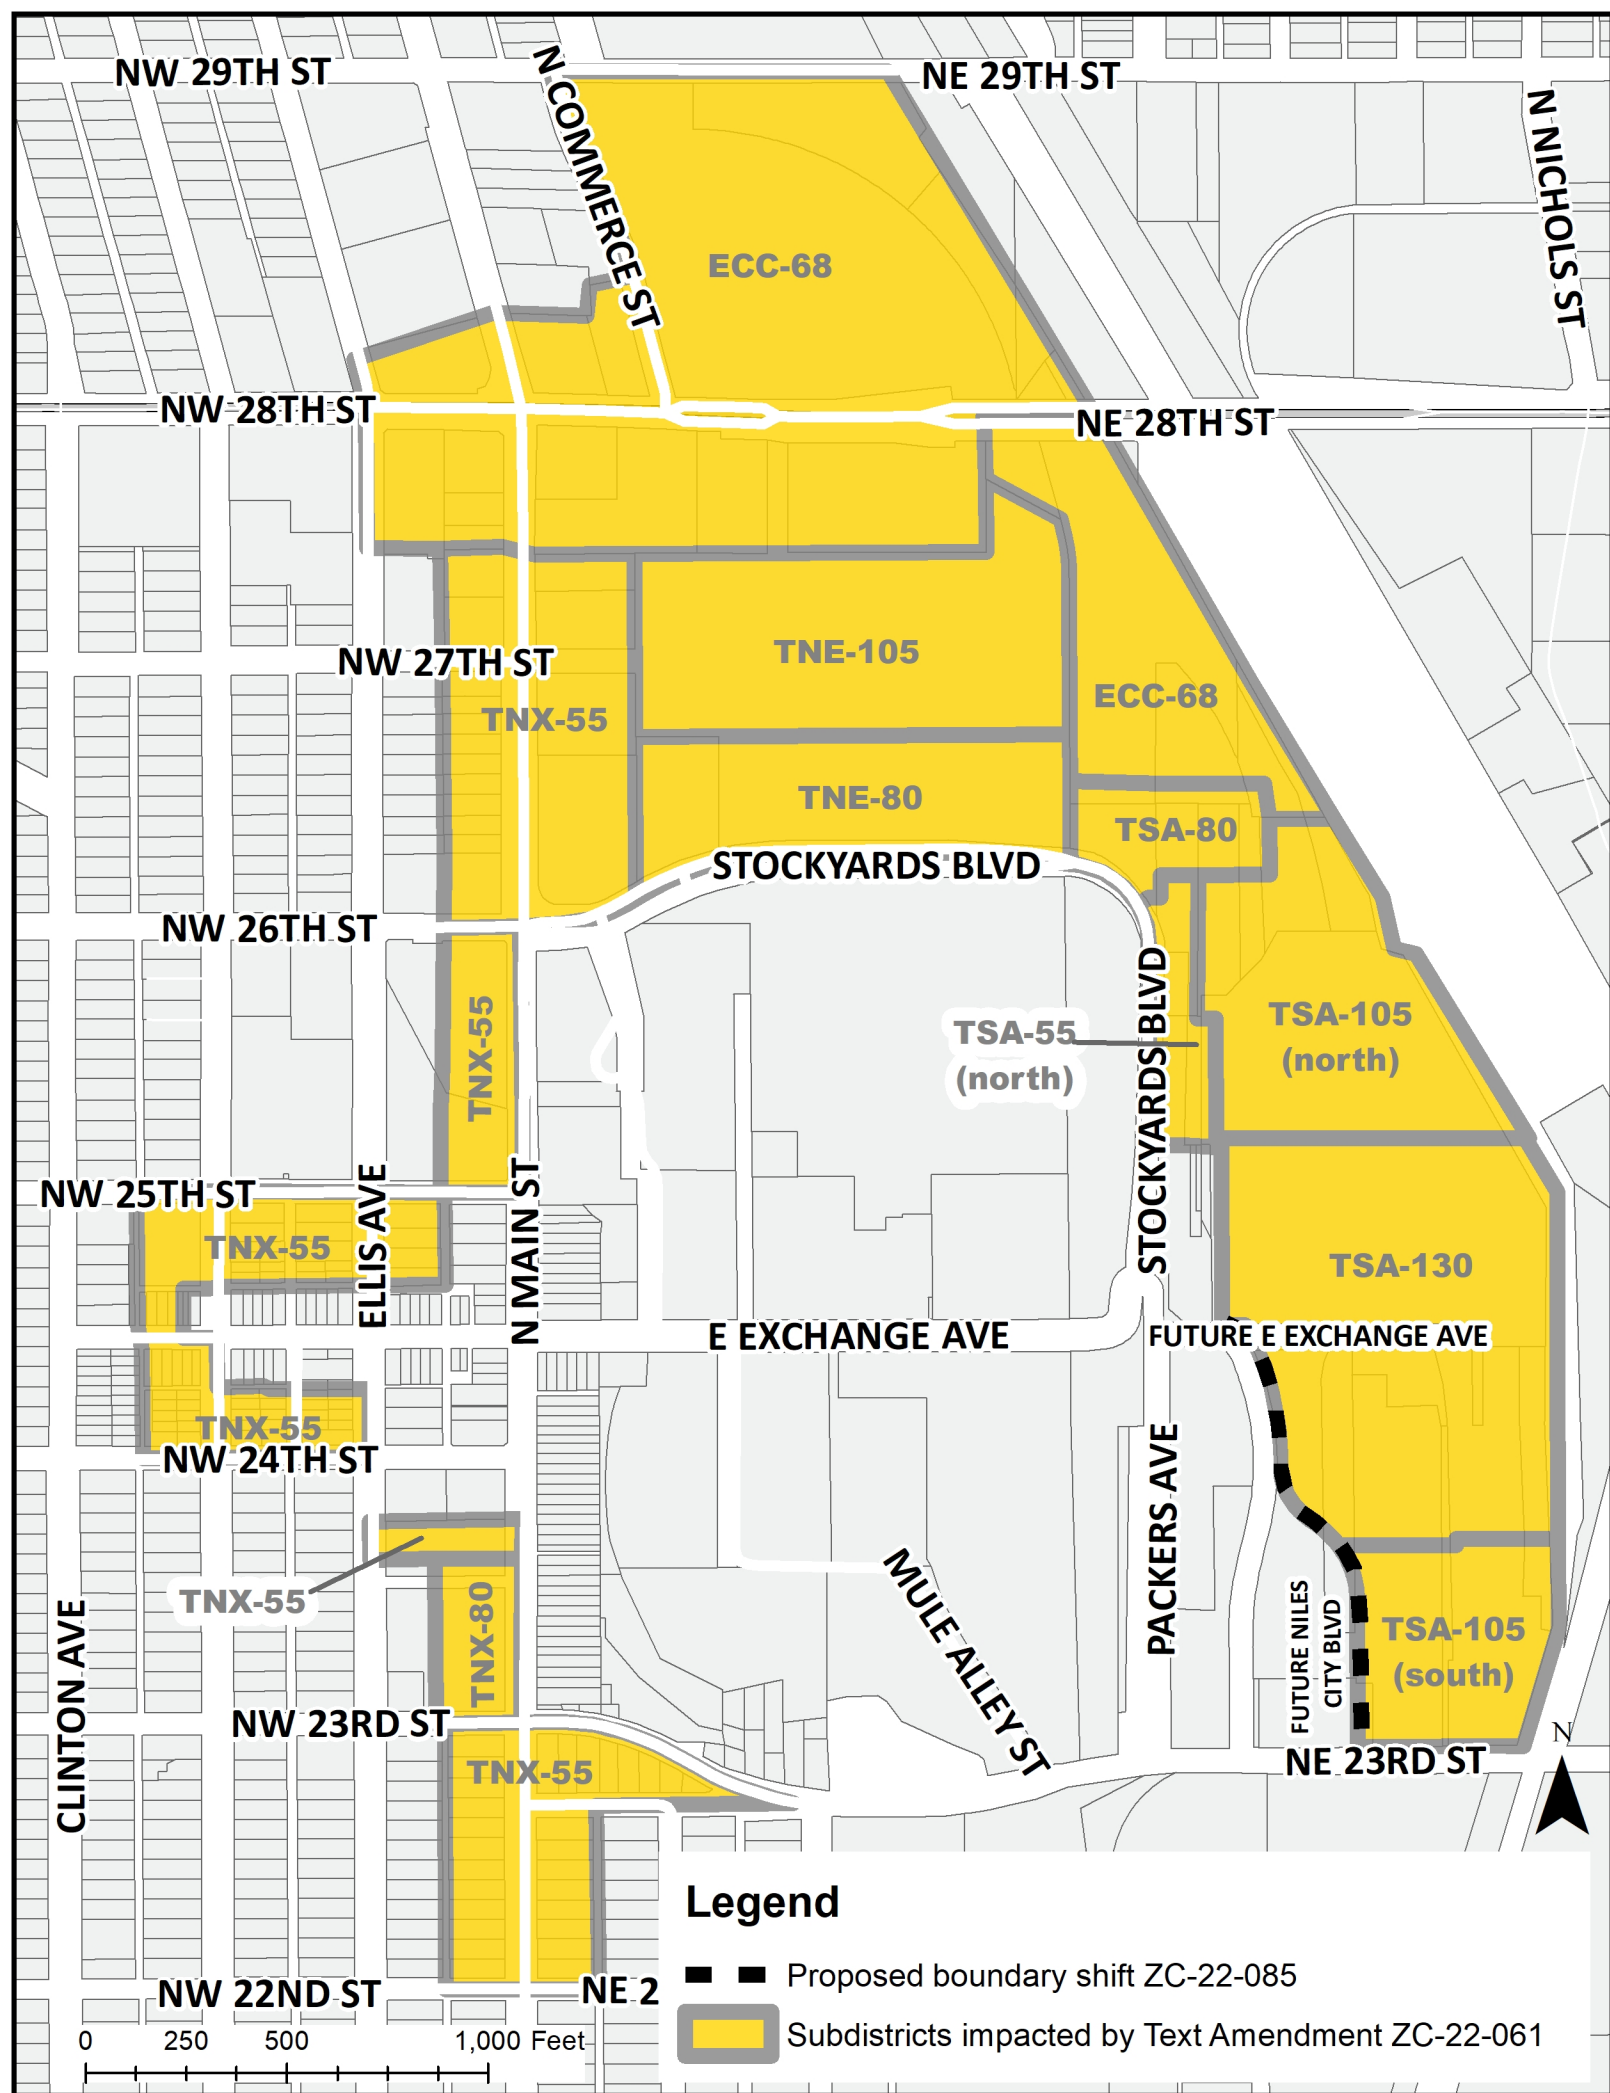 NW 29TH ST
NE 29TH ST
N COMMERCE ST
N NICHOLS ST
ECC-68
NW 28TH ST
NE 28TH ST
TNE-105
NW 27TH ST
ECC-68
TNX-55
TNE-80
TSA-80
STOCKYARDS BLVD
NW 26TH ST
TNX-55
STOCKYARDS BLVD
TSA-55
(north)
TSA-105
(north)
NW 25TH ST
ELLIS AVE
N MAIN ST
TNX-55
TSA-130
E EXCHANGE AVE
FUTURE E EXCHANGE AVE
TNX-55
NW 24TH ST
PACKERS AVE
TNX-55
TNX-80
MULE ALLEY ST
FUTURE NILES
CITY BLVD
TSA-105
(south)
CLINTON AVE
NW 23RD ST
N
NE 23RD ST
TNX-55
NW 22ND ST
NE 2
Legend
Proposed boundary shift ZC-22-085
Subdistricts impacted by Text Amendment ZC-22-061
0 250 500 1,000 Feet